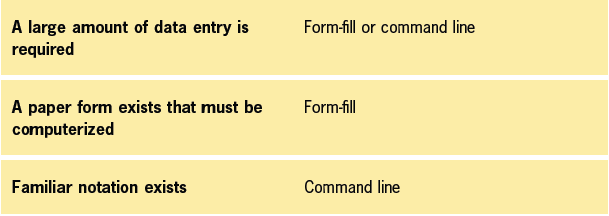 A large amount of data entry is Form-fill or command line
required
A paper form exists that must be Form-fill
computerized
Familiar notation exists Command line